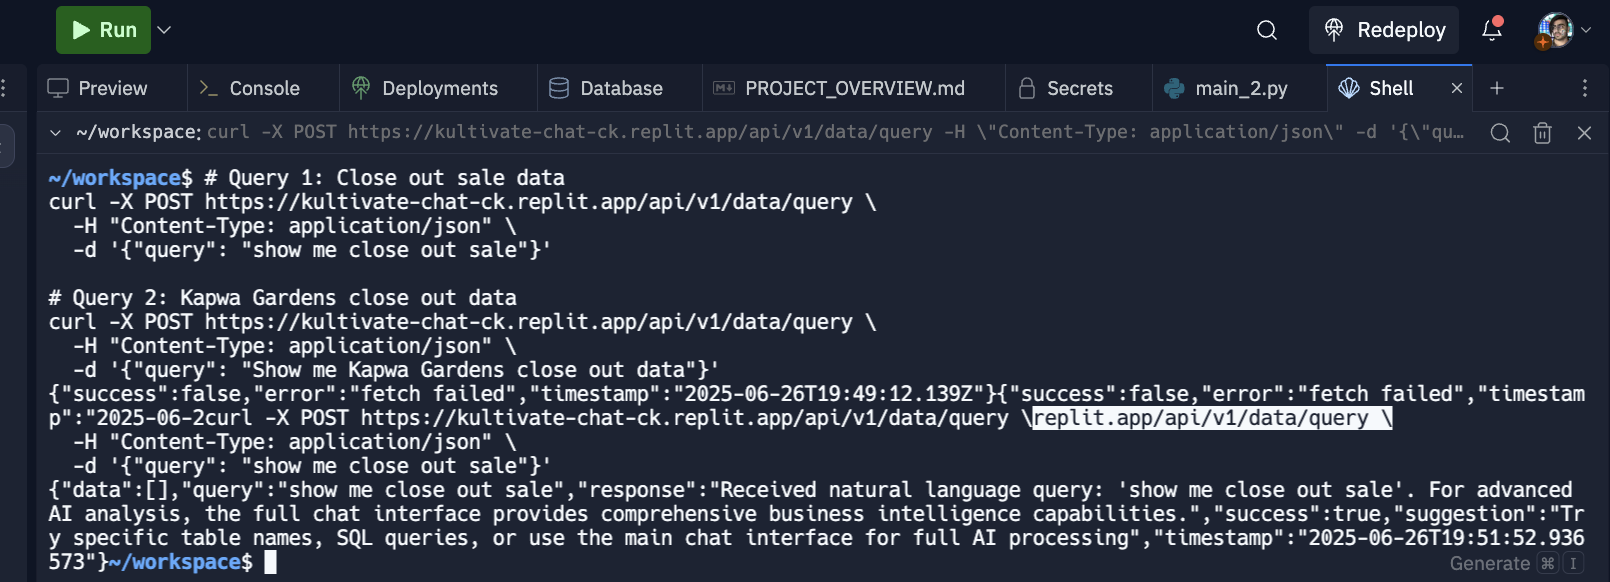 Run
Redeploy
Preview
Console
Deployments
Database
PROJECT_OVERVIEW.md
Secrets
main_2.py
Shell
~/workspace: curl -X POST https://kultivate-chat-ck.replit.app/api/v1/data/query -H \"Content-Type: application/json\" -d '{\"qu…
~/workspace$ # Query 1: Close out sale data
curl -X POST https://kultivate-chat-ck.replit.app/api/v1/data/query \
  -H "Content-Type: application/json" \
  -d '{"query": "show me close out sale"}'
# Query 2: Kapwa Gardens close out data
curl -X POST https://kultivate-chat-ck.replit.app/api/v1/data/query \
  -H "Content-Type: application/json" \
  -d '{"query": "Show me Kapwa Gardens close out data"}'
{"success":false,"error":"fetch failed","timestamp":"2025-06-26T19:49:12.139Z"}{"success":false,"error":"fetch failed","timestam
p":"2025-06-2curl -X POST https://kultivate-chat-ck.replit.app/api/v1/data/query \replit.app/api/v1/data/query \
  -H "Content-Type: application/json" \
  -d '{"query": "show me close out sale"}'
{"data":[],"query":"show me close out sale","response":"Received natural language query: 'show me close out sale'. For advanced
AI analysis, the full chat interface provides comprehensive business intelligence capabilities.","success":true,"suggestion":"Tr
y specific table names, SQL queries, or use the main chat interface for full AI processing","timestamp":"2025-06-26T19:51:52.936
573"}~/workspace$
Generate ⌘ I